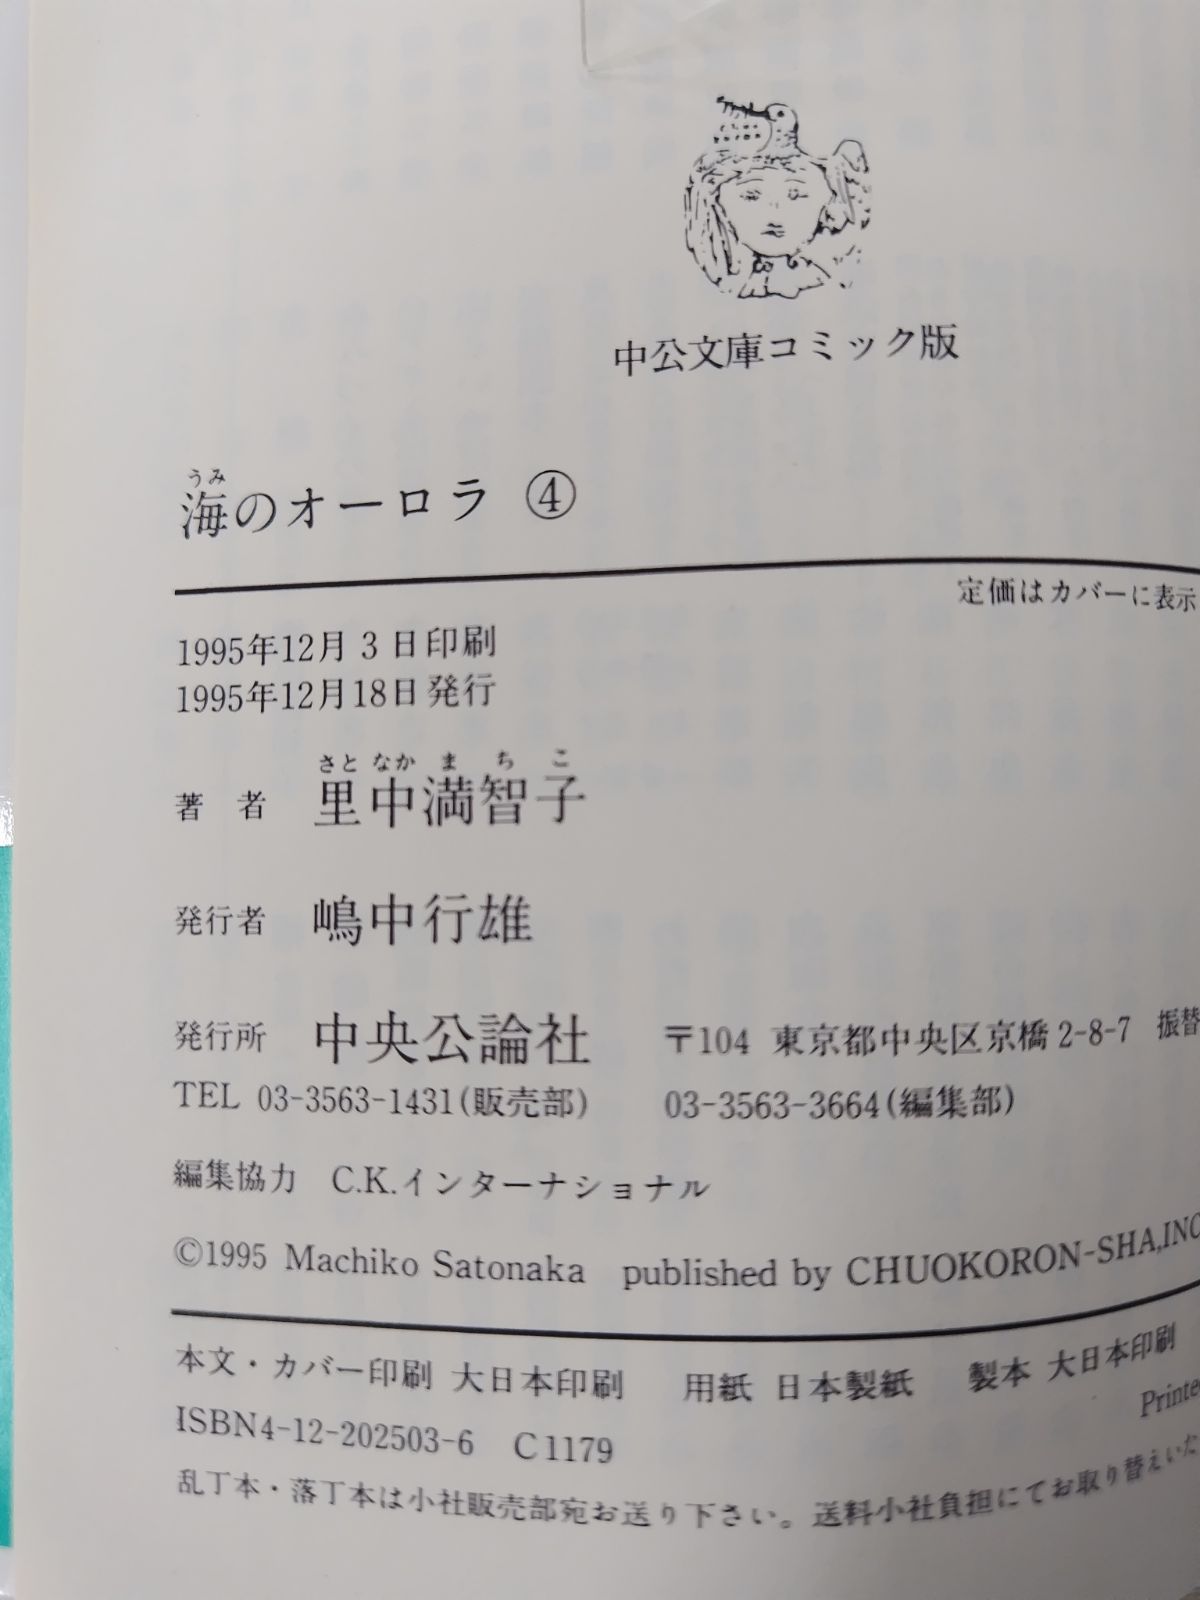 中公文庫コミック版
うみ
海のオーロラ ④
定価はカバーに表示
1995年12月3日印刷
1995年12月18日発行
さとなかまちこ
著 者 里中満智子
発行者 嶋中行雄
発行所 中央公論社 〒104 東京都中央区京橋2-8-7 振替
TEL 03-3563-1431(販売部) 03-3563-3664(編集部)
編集協力 C.K.インターナショナル
©1995 Machiko Satonaka published by CHUOKORON-SHA,INC
本文・カバー印刷 大日本印刷 用紙 日本製紙 製本 大日本印刷
Printed
ISBN4-12-202503-6 C1179
乱丁本・落丁本は小社販売部宛お送り下さい。送料小社負担にてお取り替えいた